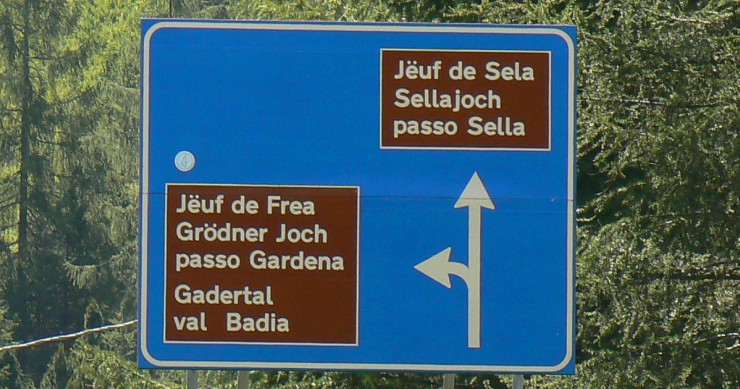 Jëuf de Sela
Sellajoch
passo Sella
Jëuf de Frea
Grödner Joch
passo Gardena
Gadertal
val Badia